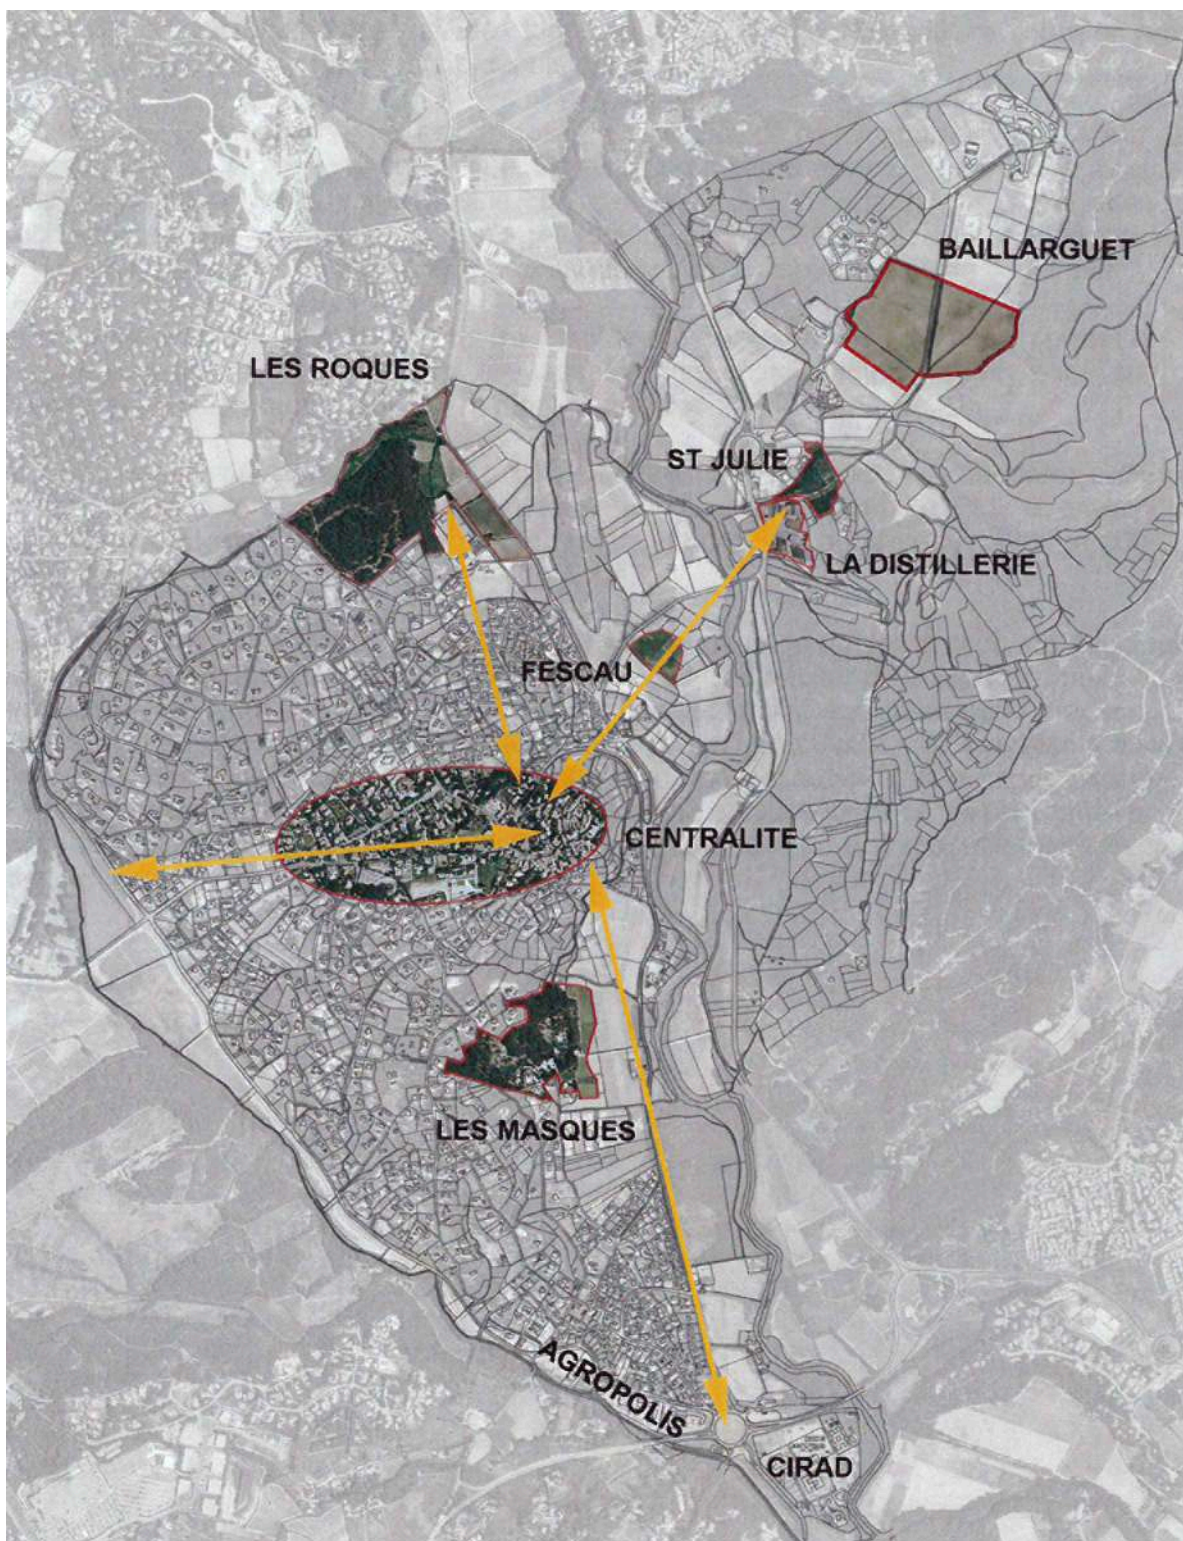 BAILLARGUET
LES ROQUES
ST JULIE
LA DISTILLERIE
FESCAU
CENTRALITE
LES MASQUES
AGROPOLIS
CIRAD